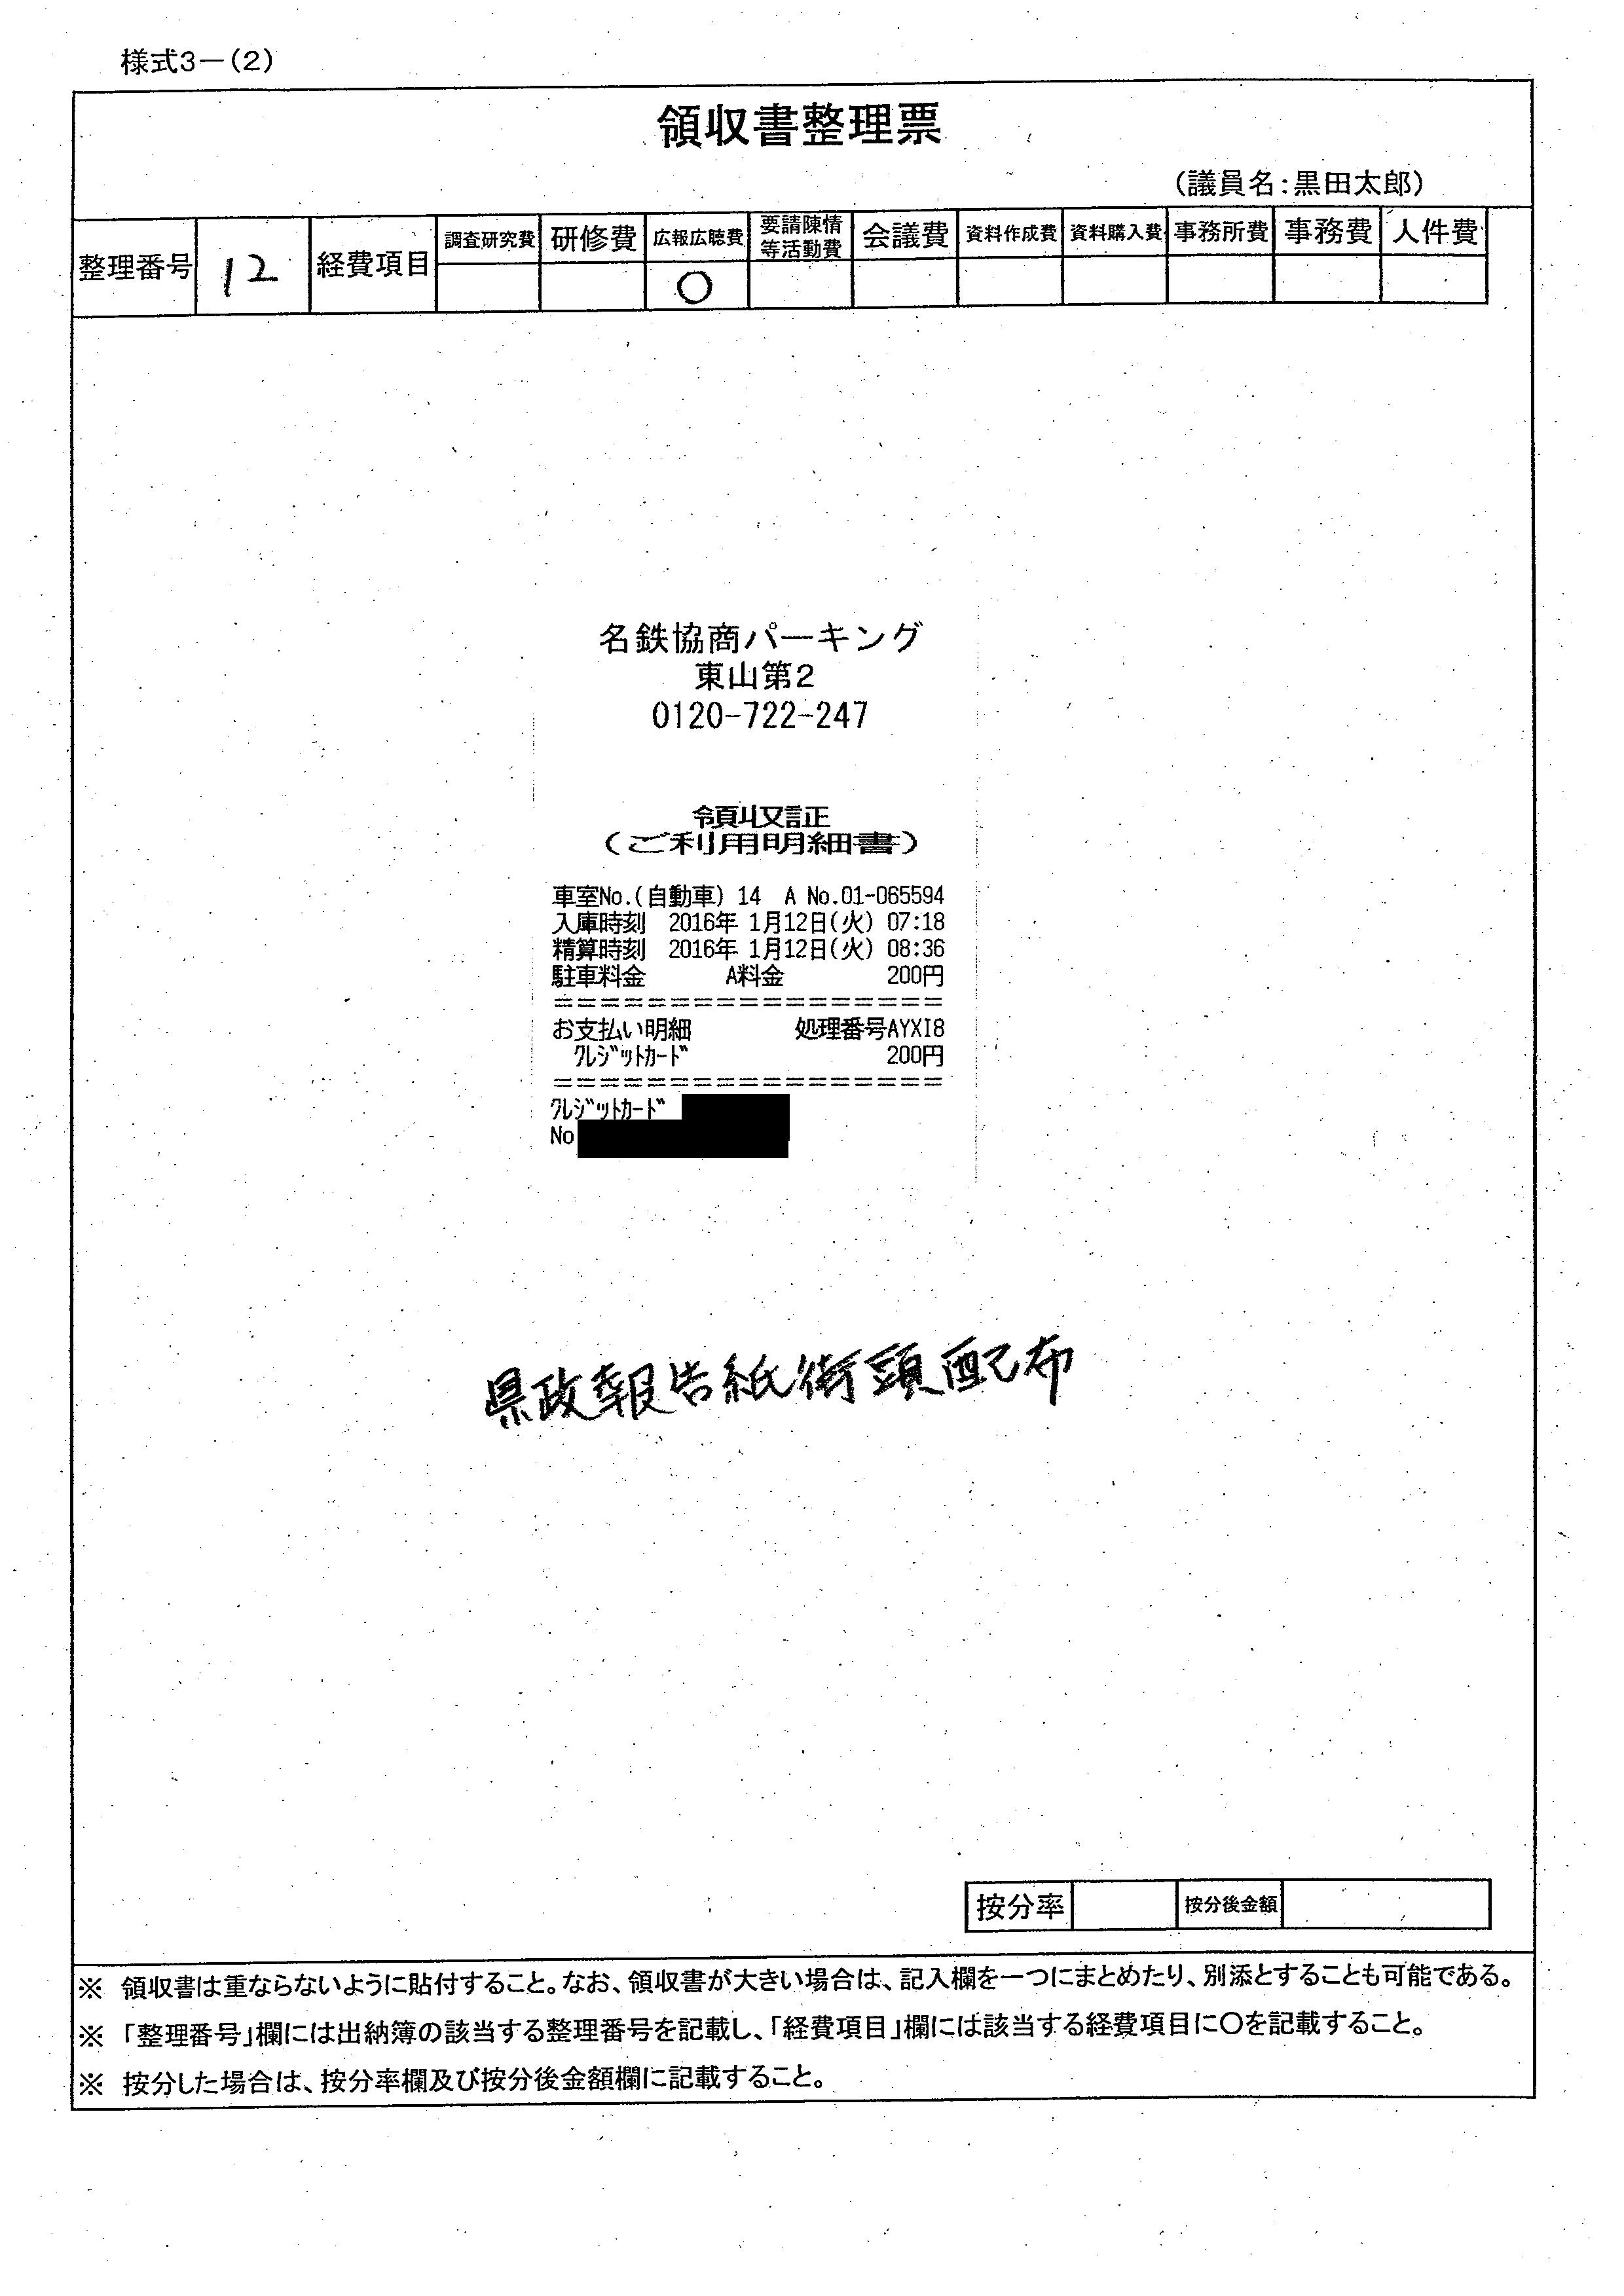 様式3－(2)
領収書整理票
(議員名:黒田太郎)
整理番号 12 経費項目 調査研究費 研修費 広報広聴費 要請陳情等活動費 会議費 資料作成費 資料購入費 事務所費 事務費 人件費
○
名鉄協商パーキング
東山第2
0120-722-247
領収証
(ご利用明細書)
車室No.(自動車) 14 A No.01-065594
入庫時刻 2016年 1月12日(火) 07:18
精算時刻 2016年 1月12日(火) 08:36
駐車料金 A料金 200円
=================
お支払い明細 処理番号AYXI8
ｸﾚｼﾞｯﾄｶｰﾄﾞ 200円
=================
ｸﾚｼﾞｯﾄｶｰﾄﾞ
No
県政報告紙街頭配布
按分率 按分後金額
※ 領収書は重ならないように貼付すること。なお、領収書が大きい場合は、記入欄を一つにまとめたり、別添とすることも可能である。
※ 「整理番号」欄には出納簿の該当する整理番号を記載し、「経費項目」欄には該当する経費項目に○を記載すること。
※ 按分した場合は、按分率欄及び按分後金額欄に記載すること。